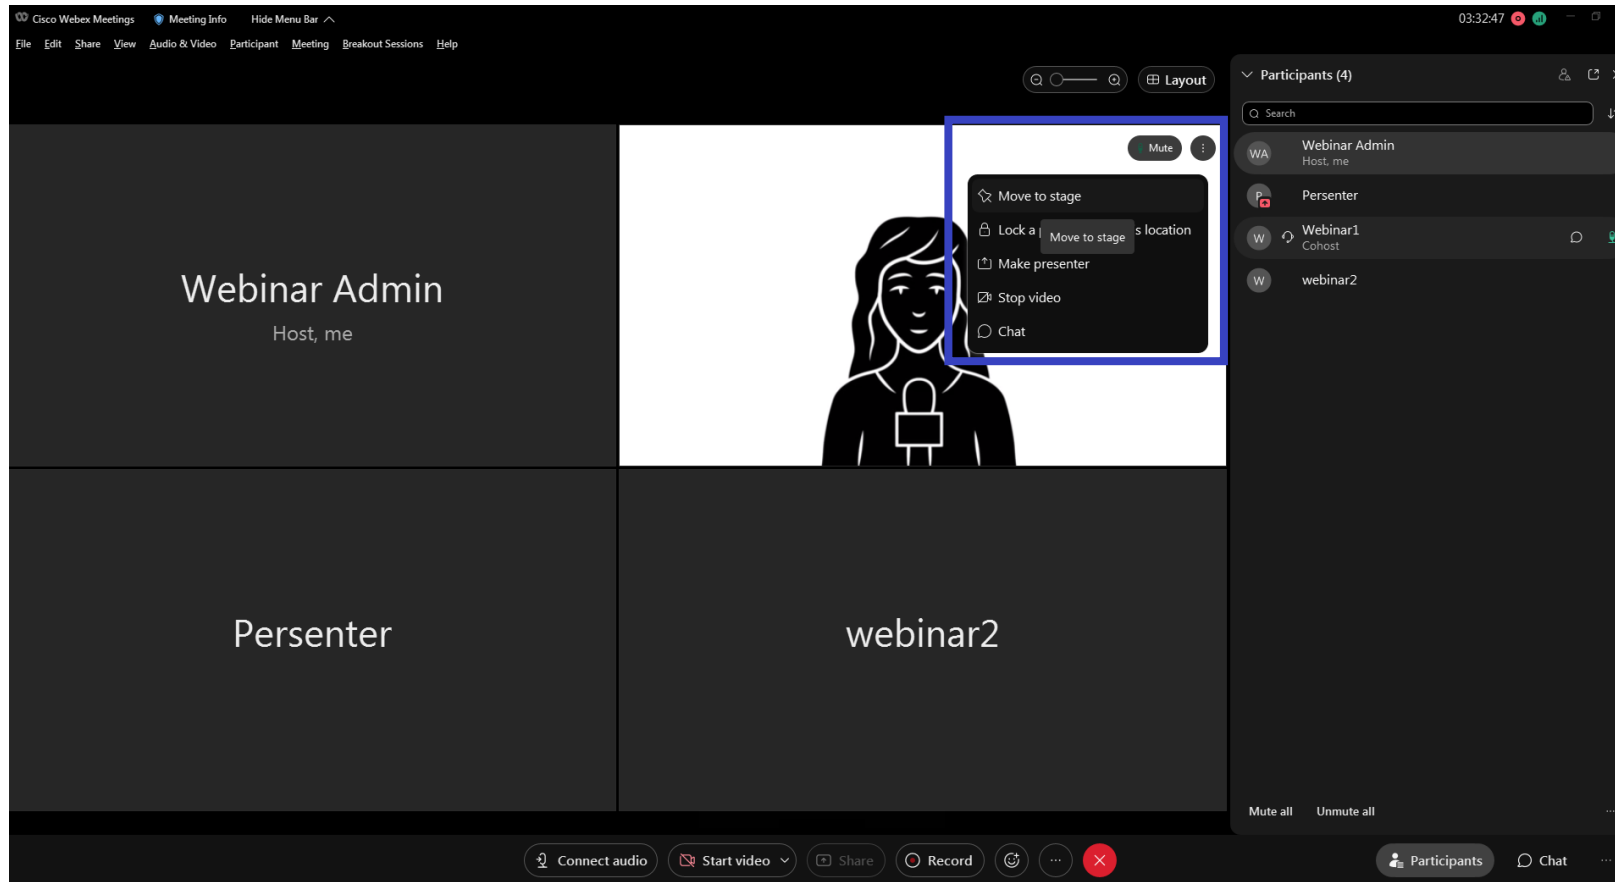 Cisco Webex Meetings Meeting Info Hide Menu Bar 03:32:47
File Edit Share View Audio & Video Participant Meeting Breakout Sessions Help
Layout
Participants (4)
Search
Mute
WA Webinar Admin
Host, me
Move to stage
P Persenter
Lock a p s location
Move to stage
W Webinar1
Cohost
Make presenter
W webinar2
Stop video
Chat
Webinar Admin
Host, me
Persenter
webinar2
Mute all Unmute all
Connect audio Start video Share Record Participants Chat